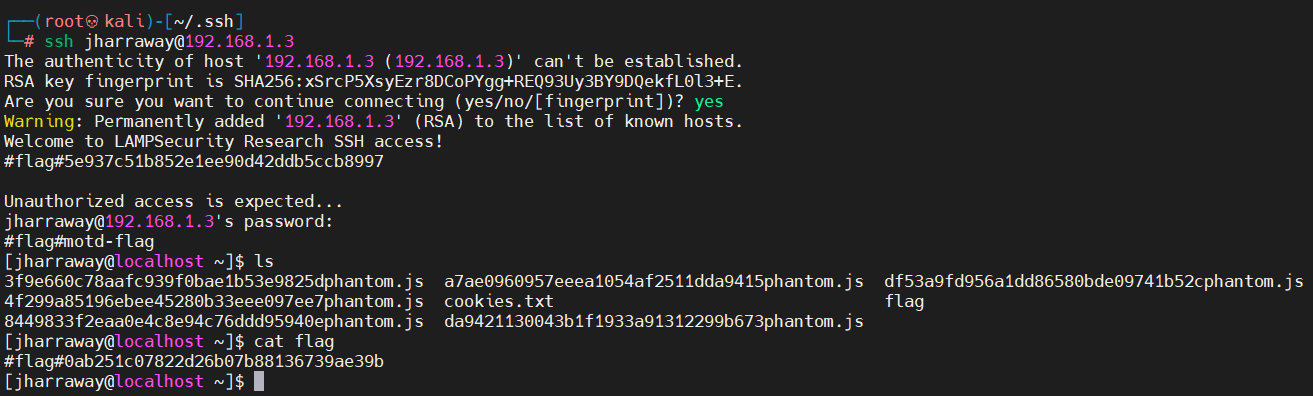 ┌──(root㉿kali)-[~/.ssh]
└─# ssh jharraway@192.168.1.3
The authenticity of host '192.168.1.3 (192.168.1.3)' can't be established.
RSA key fingerprint is SHA256:xSrcP5XsyEzr8DCoPYgg+REQ93Uy3BY9DQekfL0l3+E.
Are you sure you want to continue connecting (yes/no/[fingerprint])? yes
Warning: Permanently added '192.168.1.3' (RSA) to the list of known hosts.
Welcome to LAMPSecurity Research SSH access!
#flag#5e937c51b852e1ee90d42ddb5ccb8997

Unauthorized access is expected...
jharraway@192.168.1.3's password:
#flag#motd-flag
[jharraway@localhost ~]$ ls
3f9e660c78aafc939f0bae1b53e9825dphantom.js  a7ae0960957eeea1054af2511dda9415phantom.js  df53a9fd956a1dd86580bde09741b52cphantom.js
4f299a85196ebee45280b33eee097ee7phantom.js  cookies.txt  flag
8449833f2eaa0e4c8e94c76ddd95940ephantom.js  da9421130043b1f1933a91312299b673phantom.js
[jharraway@localhost ~]$ cat flag
#flag#0ab251c07822d26b07b88136739ae39b
[jharraway@localhost ~]$